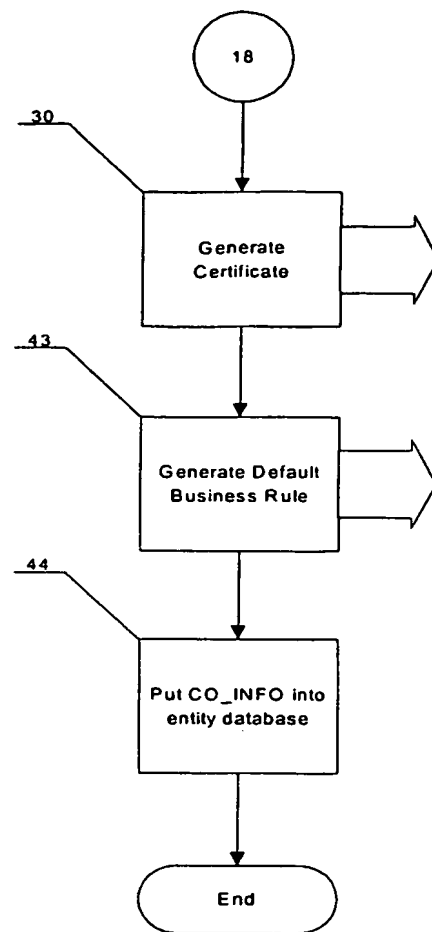 18
30
Generate
Certificate
43
Generate Default
Business Rule
44
Put CO_INFO into
entity database
End